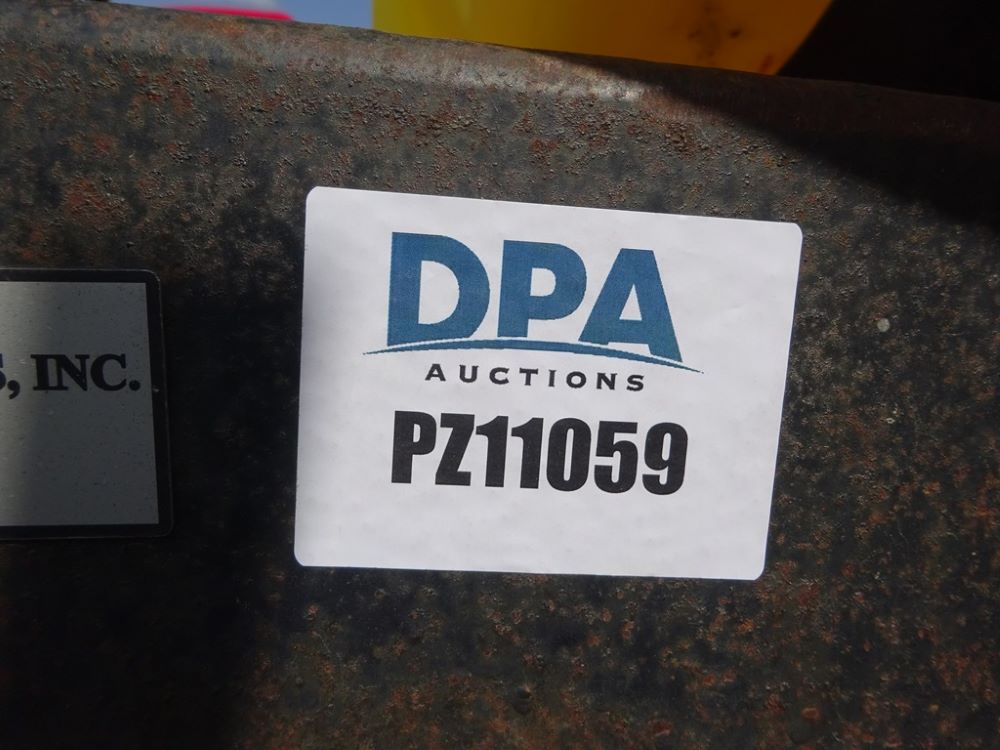 DPA
AUCTIONS
PZ11059
, INC.